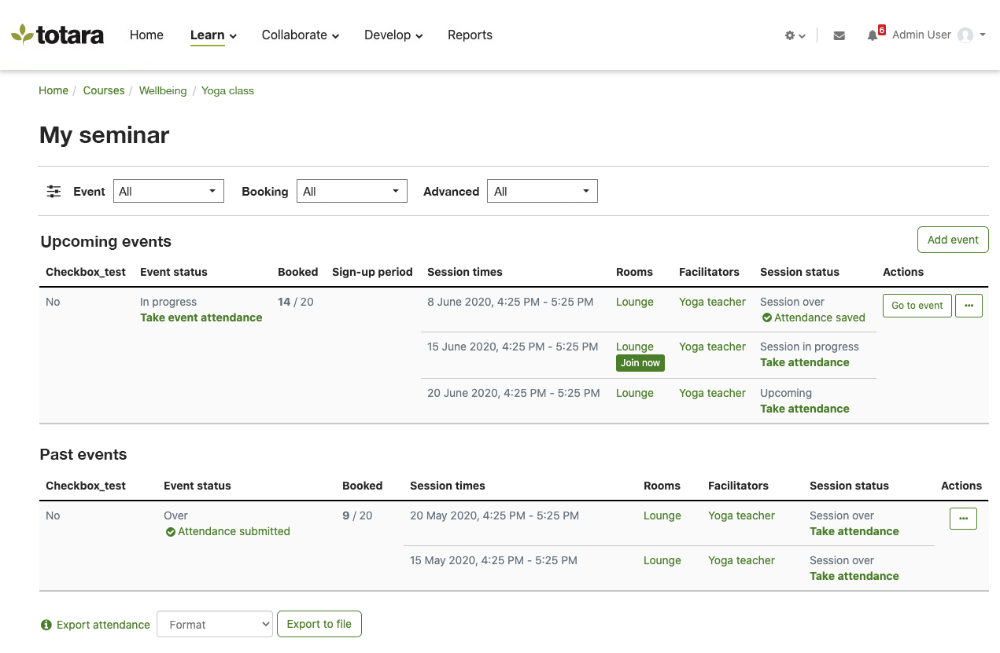 totara Home Learn Collaborate Develop Reports 6 Admin User
Home / Courses / Wellbeing / Yoga class
My seminar
Event All Booking All Advanced All
Upcoming events Add event
Checkbox_test Event status Booked Sign-up period Session times Rooms Facilitators Session status Actions
No In progress 14 / 20 8 June 2020, 4:25 PM - 5:25 PM Lounge Yoga teacher Session over Go to event ...
Take event attendance Attendance saved
15 June 2020, 4:25 PM - 5:25 PM Lounge Yoga teacher Session in progress
Join now Take attendance
20 June 2020, 4:25 PM - 5:25 PM Lounge Yoga teacher Upcoming
Take attendance
Past events
Checkbox_test Event status Booked Session times Rooms Facilitators Session status Actions
No Over 9 / 20 20 May 2020, 4:25 PM - 5:25 PM Lounge Yoga teacher Session over ...
Attendance submitted Take attendance
15 May 2020, 4:25 PM - 5:25 PM Lounge Yoga teacher Session over
Take attendance
Export attendance Format Export to file